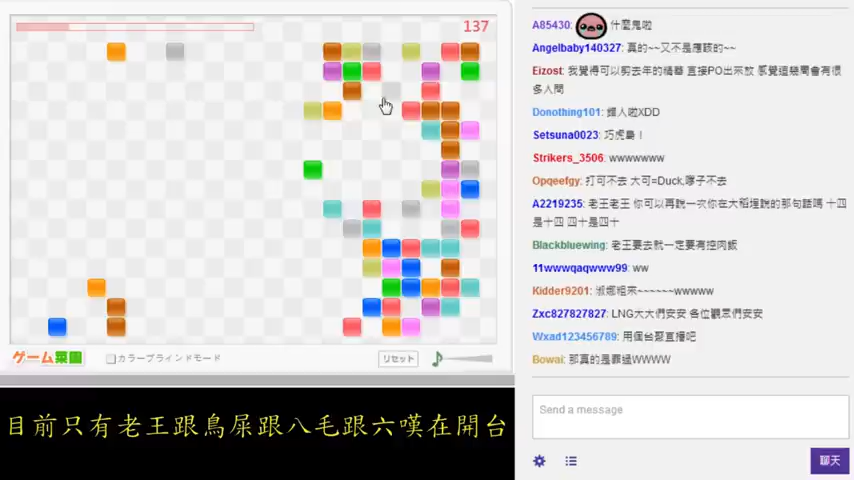 137
ゲーム菜園
カラーブラインドモード
リセット
目前只有老王跟鳥屎跟八毛跟六嘆在開台
A85430: 什麼鬼啦
Angelbaby140327: 真的~~又不是應該的~~
Eizost: 我覺得可以剪去年的精華 直接PO出來放 感覺這幾周會有很
多人問
Donothing101: 嚇人啦XDD
Setsuna0023: 巧虎島！
Strikers_3506: wwwwwww
Opqeefgy: 打可不去 大可=Duck,嘴子不去
A2219235: 老王老王 你可以再說一次你在大稻埕說的那句話嗎 十四
是十四 四十是四十
Blackbluewing: 老王要去就一定要有控肉飯
11wwwqaqwww99: ww
Kidder9201: 淑娜粗來~~~~~~wwwww
Zxc827827827: LNG大大們安安 各位觀眾們安安
Wxad123456789: 用個台聚直播吧
Bowai: 那真的是罪過WWWW
Send a message
聊天